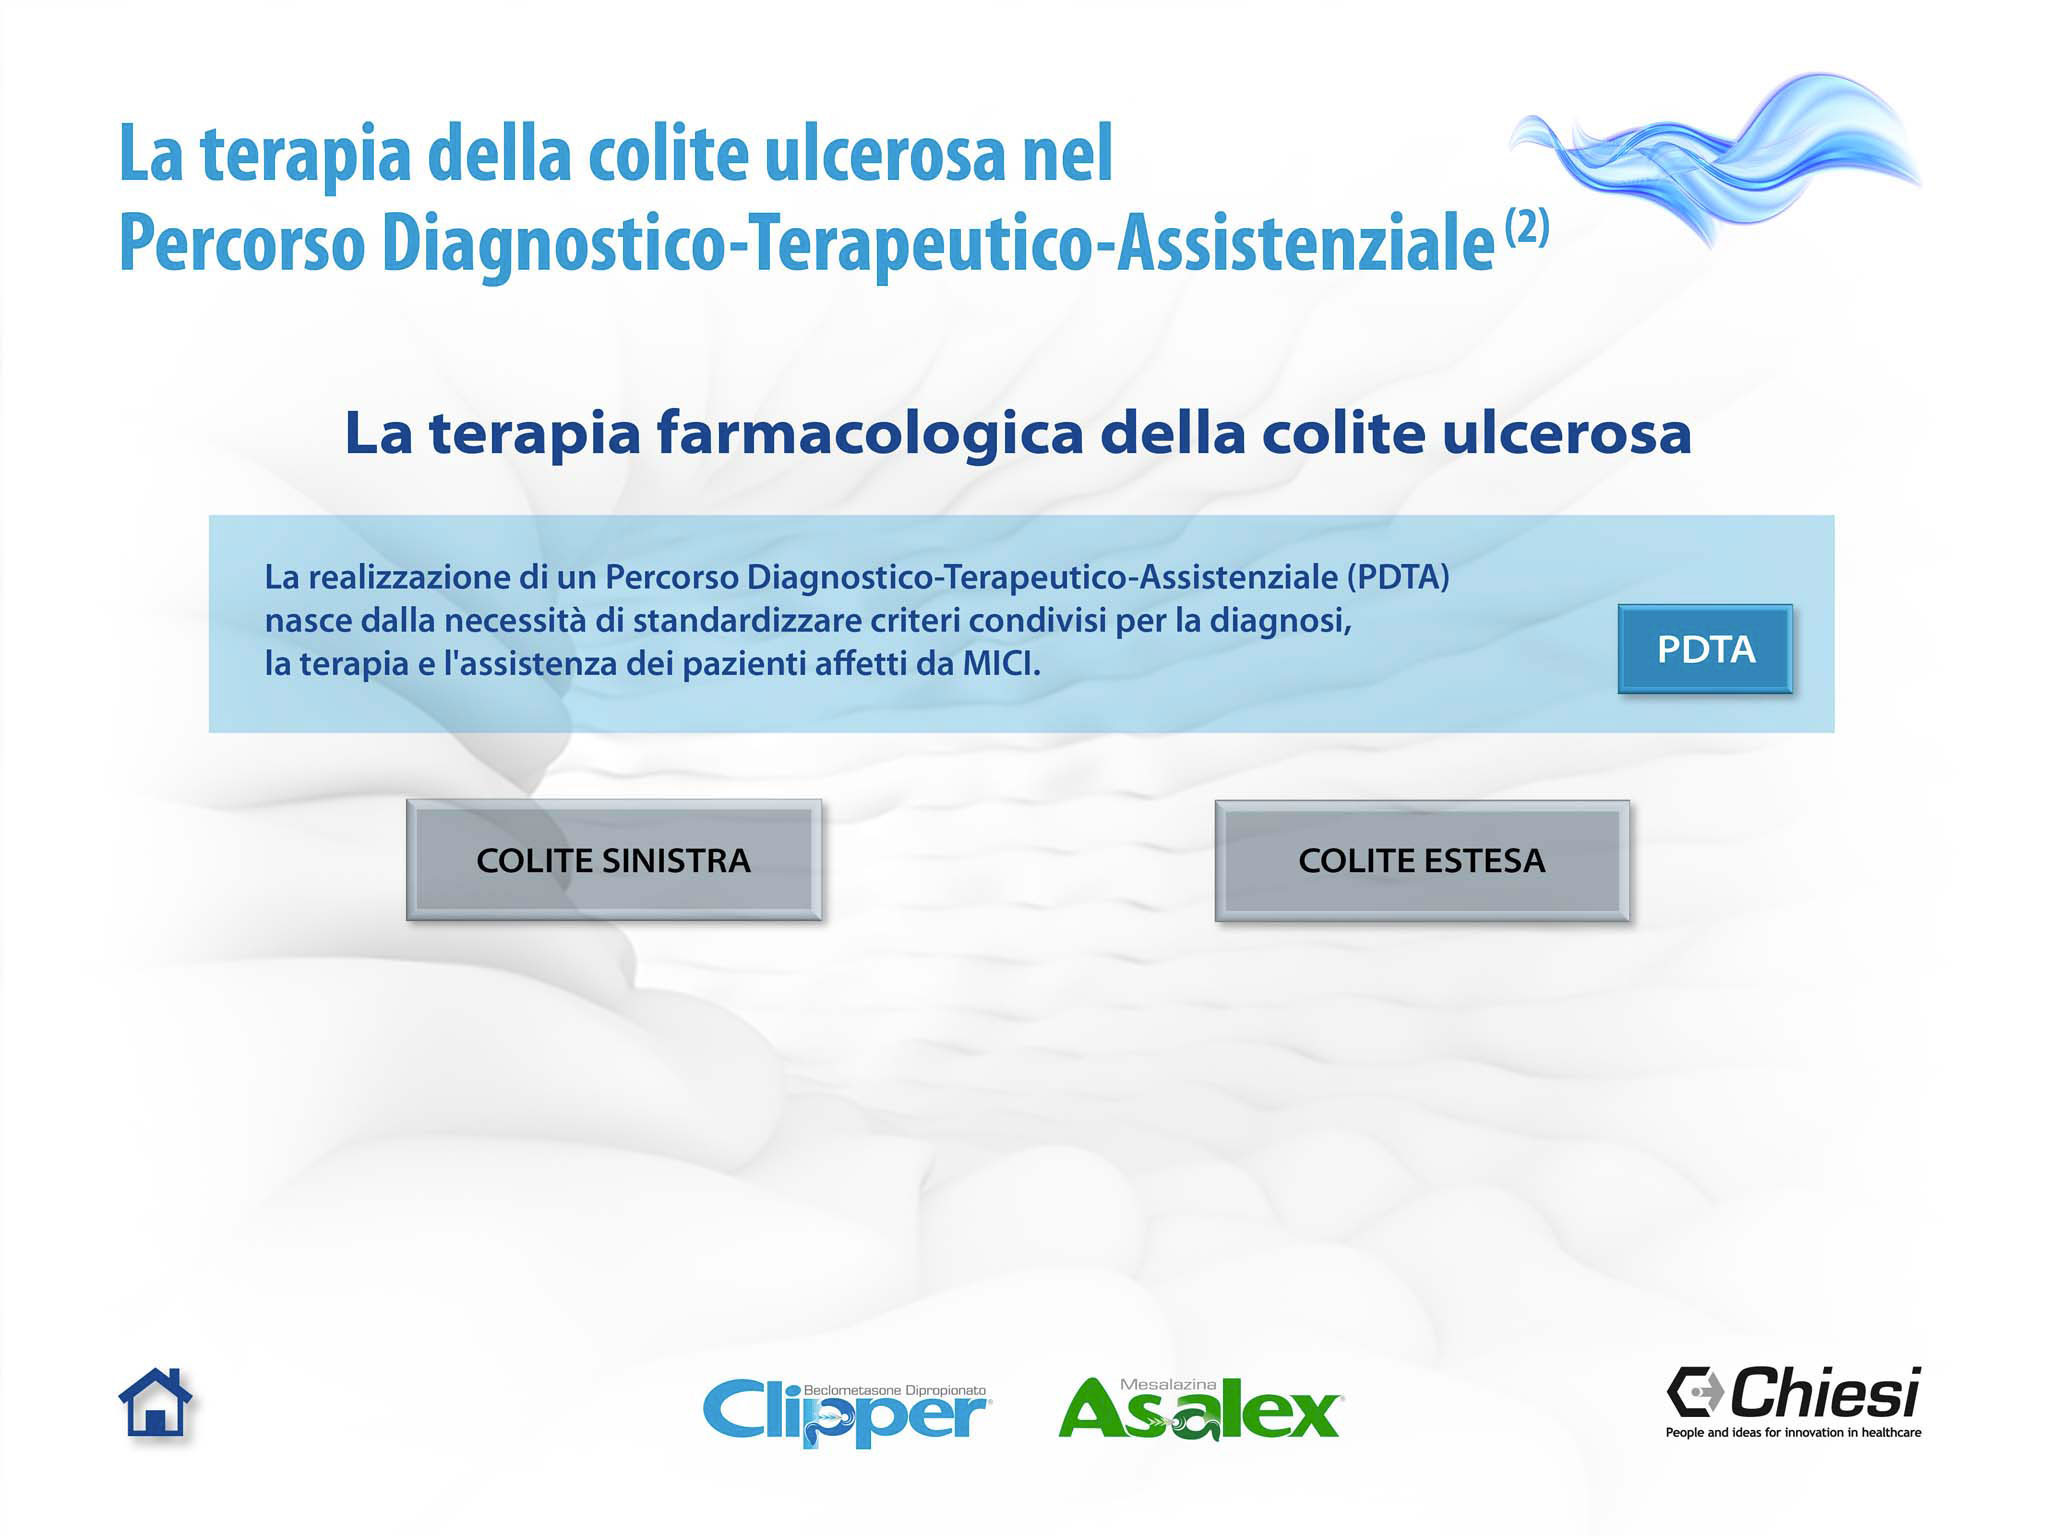 La terapia della colite ulcerosa nel
Percorso Diagnostico-Terapeutico-Assistenziale (2)
La terapia farmacologica della colite ulcerosa
La realizzazione di un Percorso Diagnostico-Terapeutico-Assistenziale (PDTA)
nasce dalla necessità di standardizzare criteri condivisi per la diagnosi,
la terapia e l'assistenza dei pazienti affetti da MICI.
PDTA
COLITE SINISTRA
COLITE ESTESA
Beclometasone Dipropionato
Clipper®
Mesalazina
Asalex®
Chiesi
People and ideas for innovation in healthcare